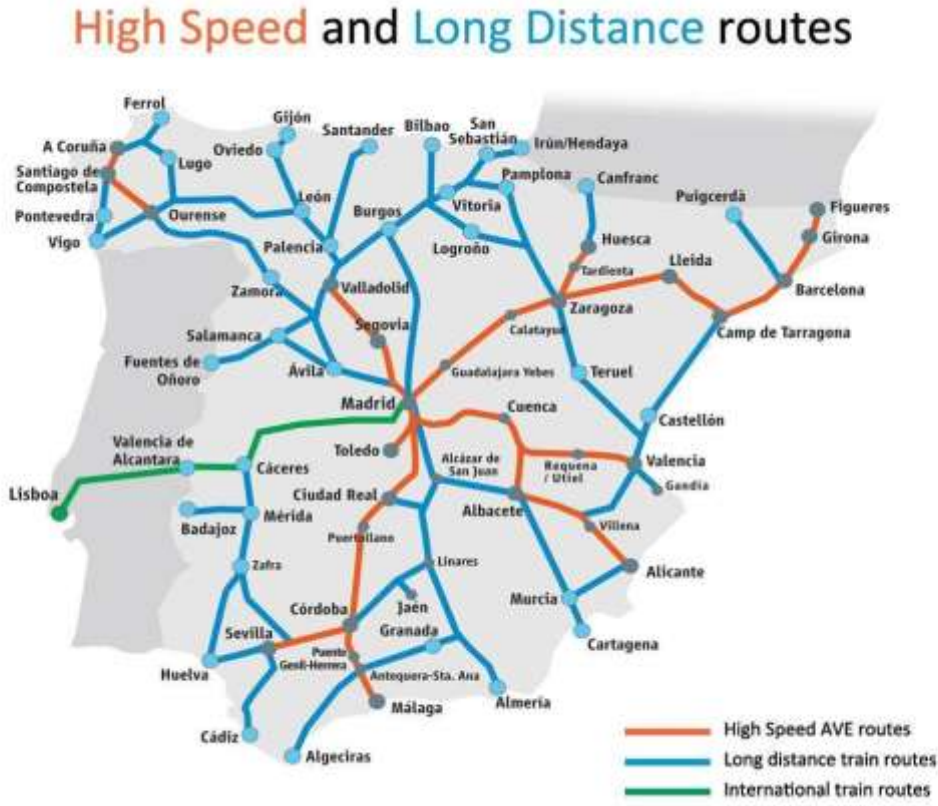 High Speed and Long Distance routes
Ferrol
Gijón
Santander
Bilbao
San
Sebastián
Irún/Hendaya
A Coruña
Oviedo
Lugo
Santiago de
Compostela
Pamplona
Canfranc
Puigcerdà
Figueres
Pontevedra
Ourense
León
Burgos
Vitoria
Girona
Vigo
Palencia
Logroño
Huesca
Lleida
Tardienta
Zamora
Valladolid
Zaragoza
Barcelona
Salamanca
Segovia
Calatayud
Camp de Tarragona
Fuentes de
Oñoro
Ávila
Guadalajara Yebes
Teruel
Madrid
Cuenca
Castellón
Valencia de
Alcantara
Toledo
Alcázar de
San Juan
Requena
/ Utiel
Valencia
Cáceres
Gandia
Lisboa
Ciudad Real
Albacete
Badajoz
Mérida
Puertollano
Villena
Zafra
Linares
Alicante
Córdoba
Jaén
Murcia
Sevilla
Granada
Cartagena
Puente
Genil-Herrera
Huelva
Antequera-Sta. Ana
Málaga
Almería
Cádiz
Algeciras
High Speed AVE routes
Long distance train routes
International train routes